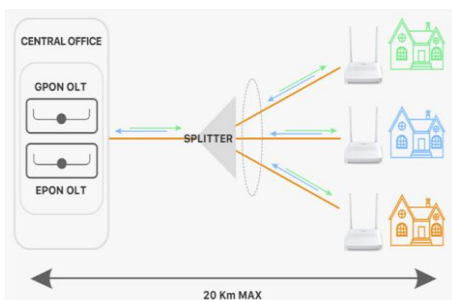 CENTRAL OFFICE
GPON OLT
SPLITTER
EPON OLT
20 Km MAX